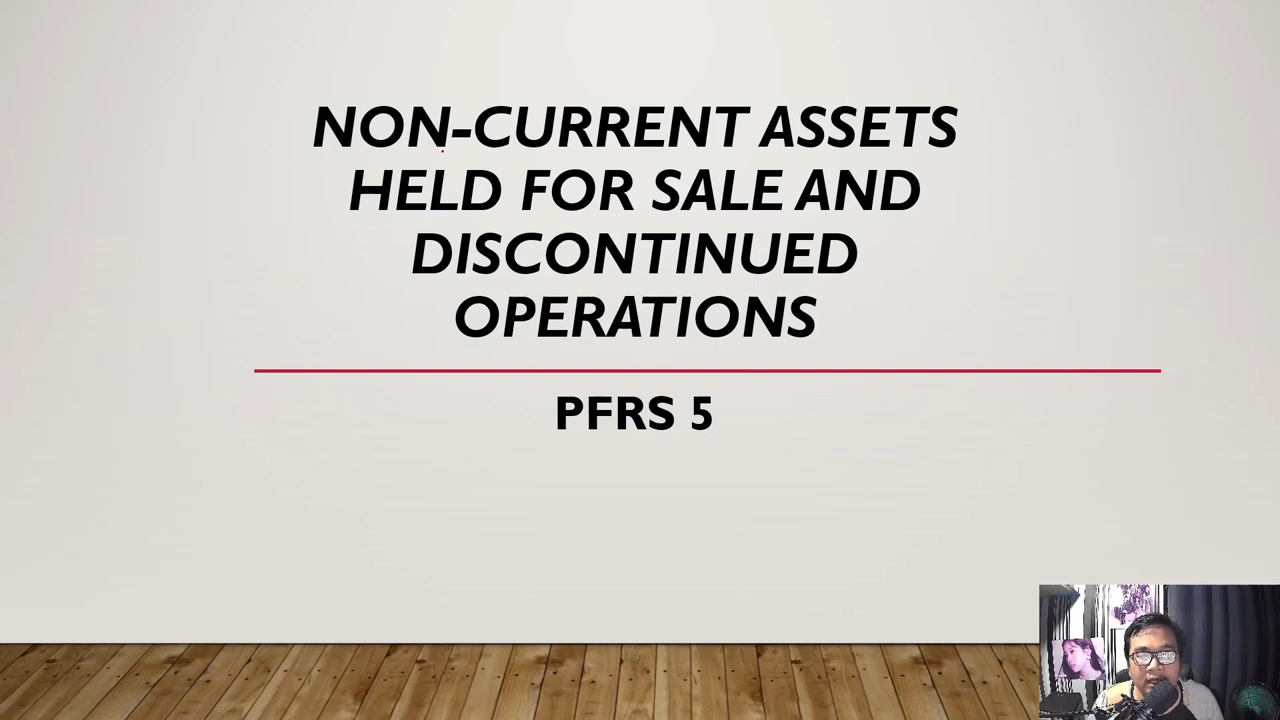 NON-CURRENT ASSETS
HELD FOR SALE AND
DISCONTINUED
OPERATIONS
PFRS 5